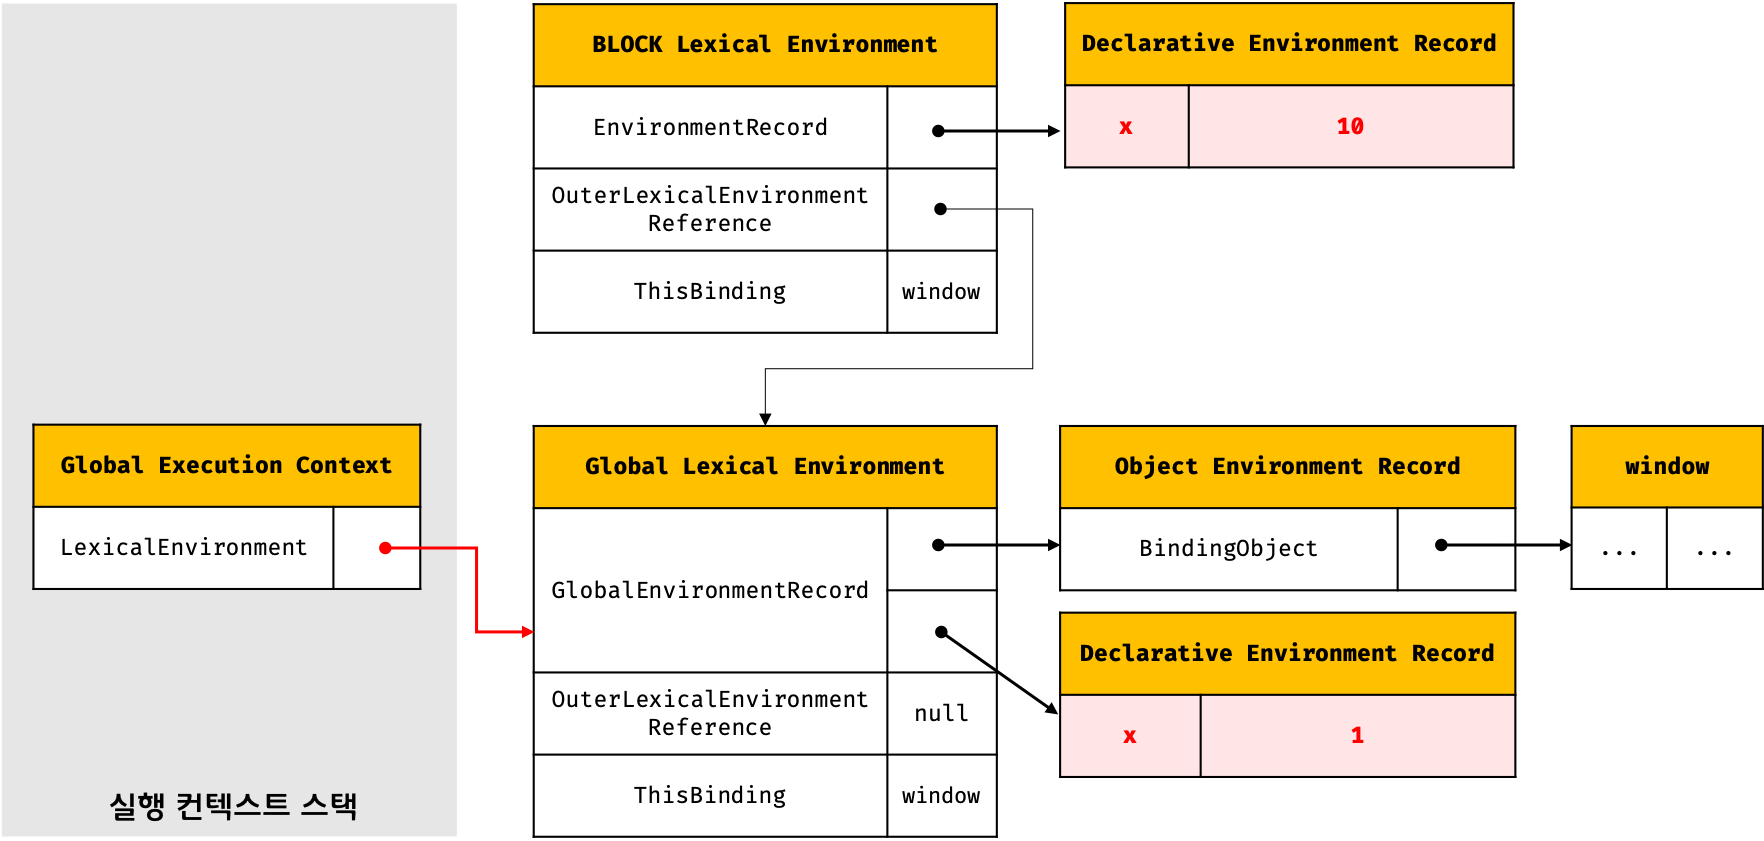 BLOCK Lexical Environment
EnvironmentRecord
OuterLexicalEnvironment
Reference
ThisBinding
window
Declarative Environment Record
x
10
Global Execution Context
LexicalEnvironment
실행 컨텍스트 스택
Global Lexical Environment
GlobalEnvironmentRecord
OuterLexicalEnvironment
Reference
null
ThisBinding
window
Object Environment Record
BindingObject
window
...
...
Declarative Environment Record
x
1